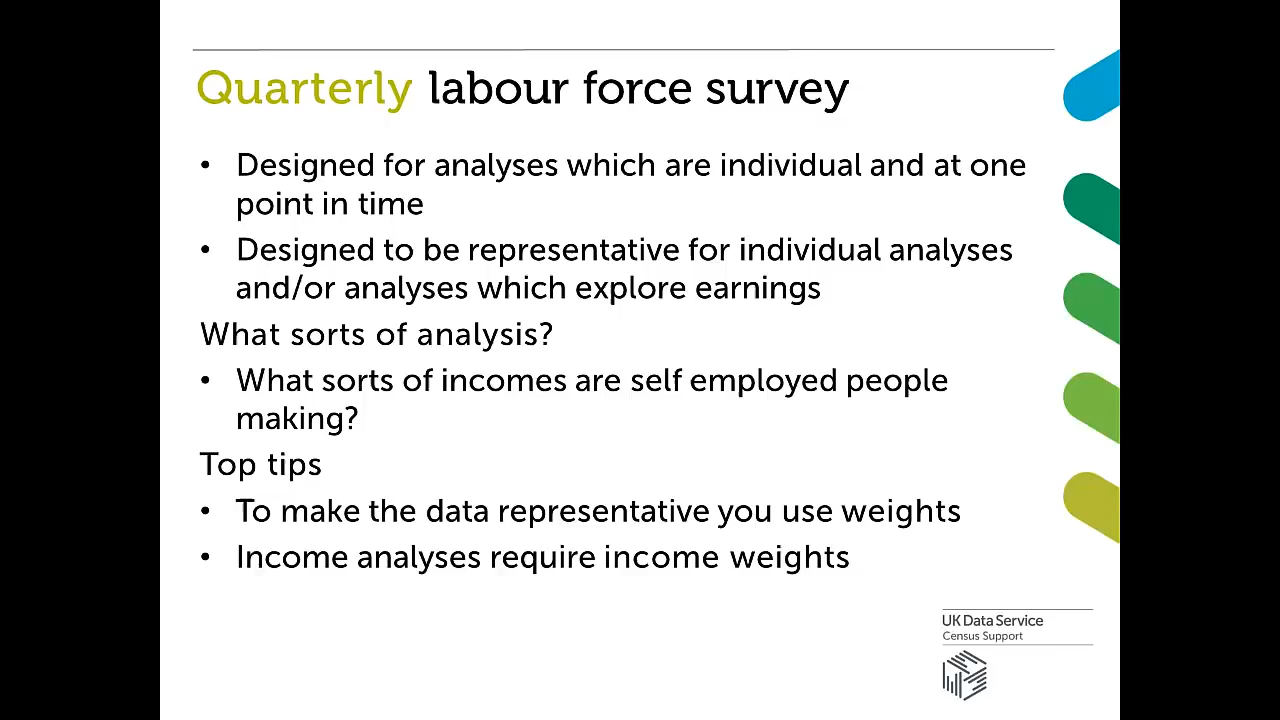 Quarterly labour force survey
• Designed for analyses which are individual and at one
point in time
• Designed to be representative for individual analyses
and/or analyses which explore earnings
What sorts of analysis?
• What sorts of incomes are self employed people
making?
Top tips
• To make the data representative you use weights
• Income analyses require income weights
UK Data Service
Census Support